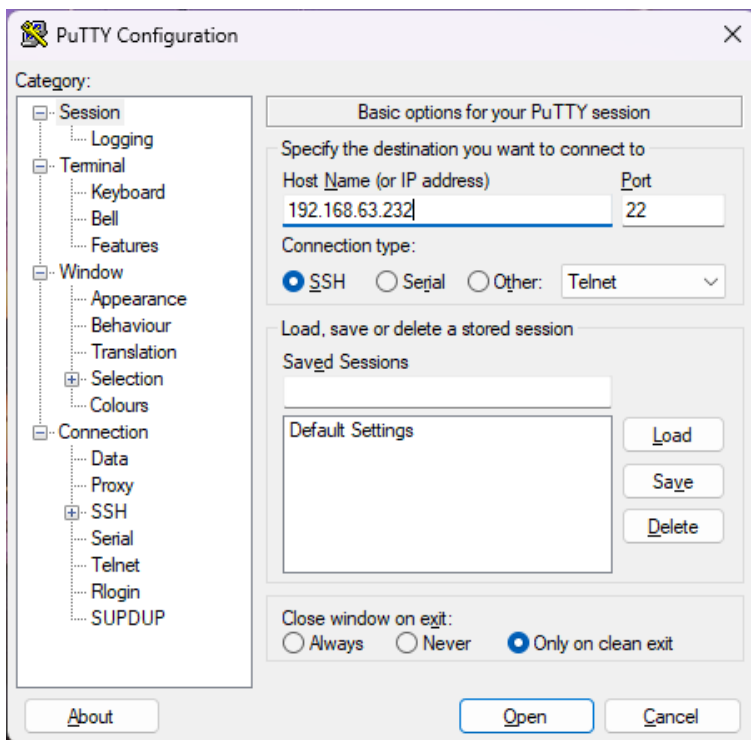 PuTTY Configuration
Category:
Session
Logging
Terminal
Keyboard
Bell
Features
Window
Appearance
Behaviour
Translation
Selection
Colours
Connection
Data
Proxy
SSH
Serial
Telnet
Rlogin
SUPDUP
Basic options for your PuTTY session
Specify the destination you want to connect to
Host Name (or IP address) Port
192.168.63.232 22
Connection type:
SSH Serial Other: Telnet
Load, save or delete a stored session
Saved Sessions
Default Settings
Load
Save
Delete
Close window on exit:
Always Never Only on clean exit
About Open Cancel